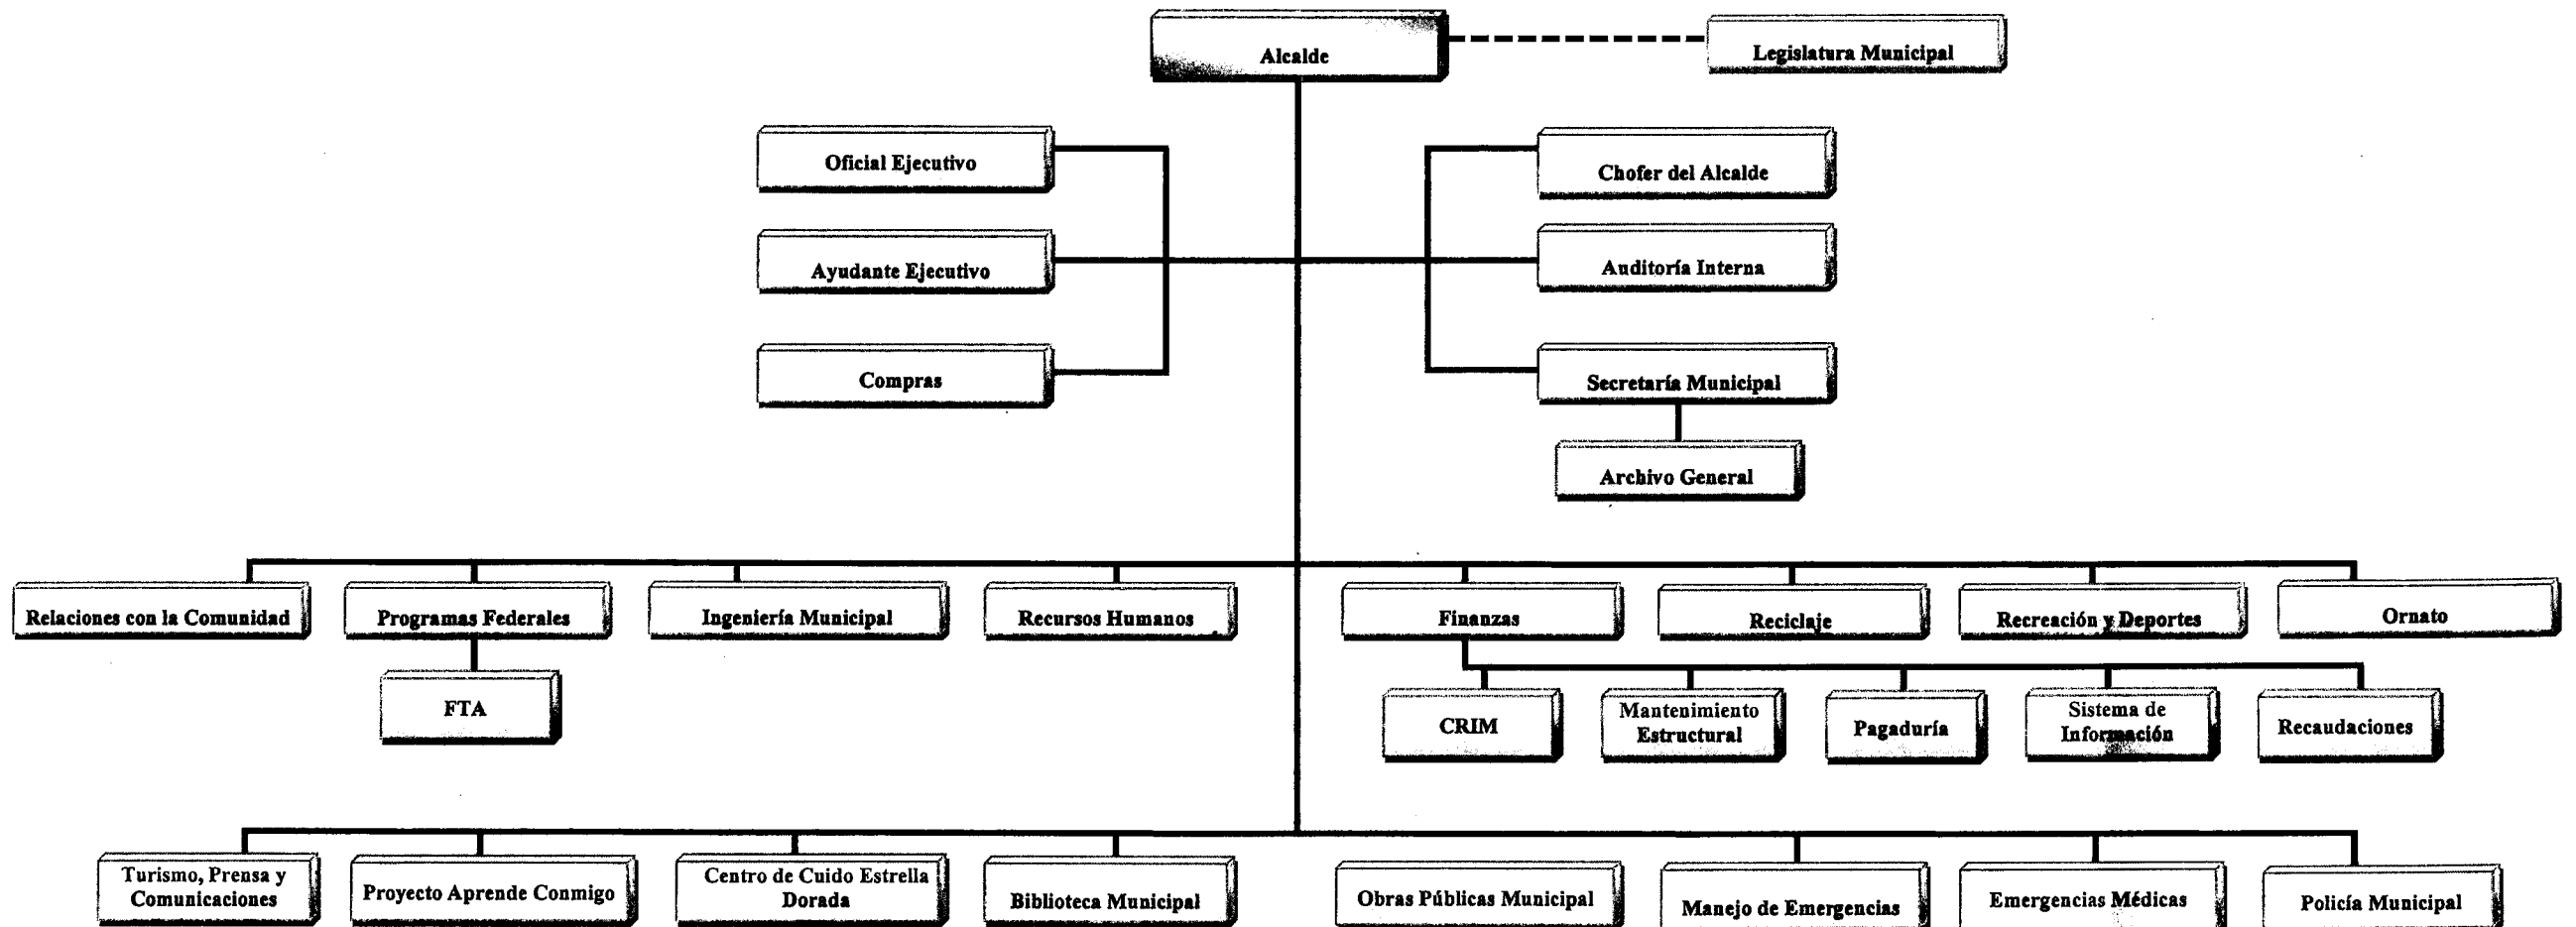 Alcalde
Legislatura Municipal
Oficial Ejecutivo
Chofer del Alcalde
Ayudante Ejecutivo
Auditoría Interna
Compras
Secretaría Municipal
Archivo General
Relaciones con la Comunidad
Programas Federales
Ingeniería Municipal
Recursos Humanos
Finanzas
Reciclaje
Recreación y Deportes
Ornato
FTA
CRIM
Mantenimiento
Estructural
Pagaduría
Sistema de
Información
Recaudaciones
Turismo, Prensa y
Comunicaciones
Proyecto Aprende Conmigo
Centro de Cuido Estrella
Dorada
Biblioteca Municipal
Obras Públicas Municipal
Manejo de Emergencias
Emergencias Médicas
Policía Municipal